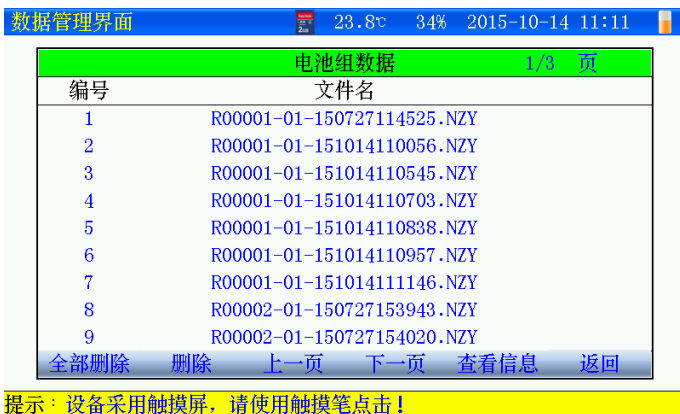 数据管理界面 SanDisk 2GB 23.8℃ 34% 2015-10-14 11:11
电池组数据 1/3 页
编号 文件名
1 R00001-01-150727114525.NZY
2 R00001-01-151014110056.NZY
3 R00001-01-151014110545.NZY
4 R00001-01-151014110703.NZY
5 R00001-01-151014110838.NZY
6 R00001-01-151014110957.NZY
7 R00001-01-151014111146.NZY
8 R00002-01-150727153943.NZY
9 R00002-01-150727154020.NZY
全部删除 删除 上一页 下一页 查看信息 返回
提示：设备采用触摸屏，请使用触摸笔点击！